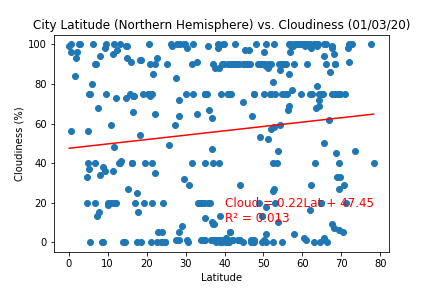 City Latitude (Northern Hemisphere) vs. Cloudiness (01/03/20)
100
80
60
40
20
0
Cloudiness (%)
Cloud = 0.22Lat + 47.45
R² = 0.013
0 10 20 30 40 50 60 70 80
Latitude